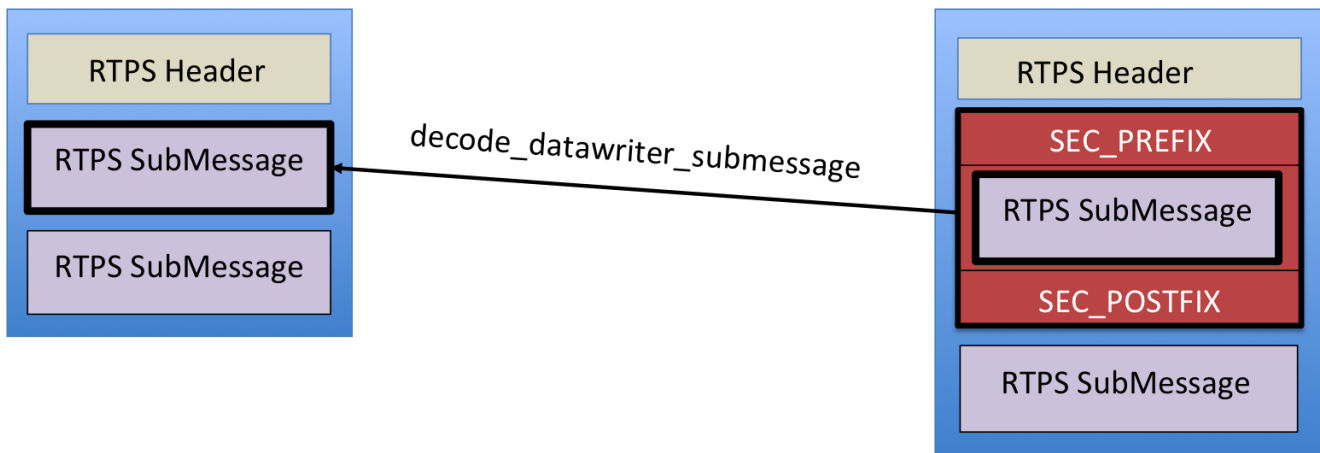 RTPS Header
RTPS SubMessage
RTPS SubMessage
decode_datawriter_submessage
RTPS Header
SEC_PREFIX
RTPS SubMessage
SEC_POSTFIX
RTPS SubMessage